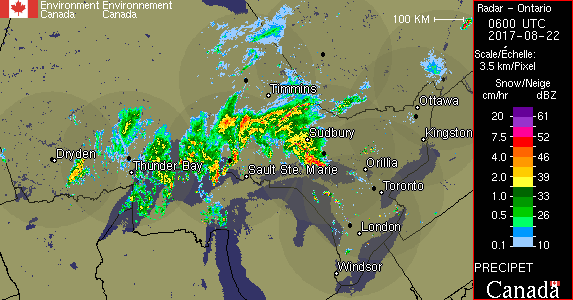 Environment Environnement
Canada Canada
100 KM
Timmins
Ottawa
Sudbury
Kingston
Dryden
Thunder Bay
Sault Ste. Marie
Orillia
Toronto
London
Windsor
Radar - Ontario
0600 UTC
2017-08-22
Scale/Échelle:
3.5 km/Pixel
Snow/Neige
cm/hr dBZ
20 61
7.5 52
4.0 46
2.0 39
1.0 33
0.5 26
0.1 10
PRECIPET
Canada